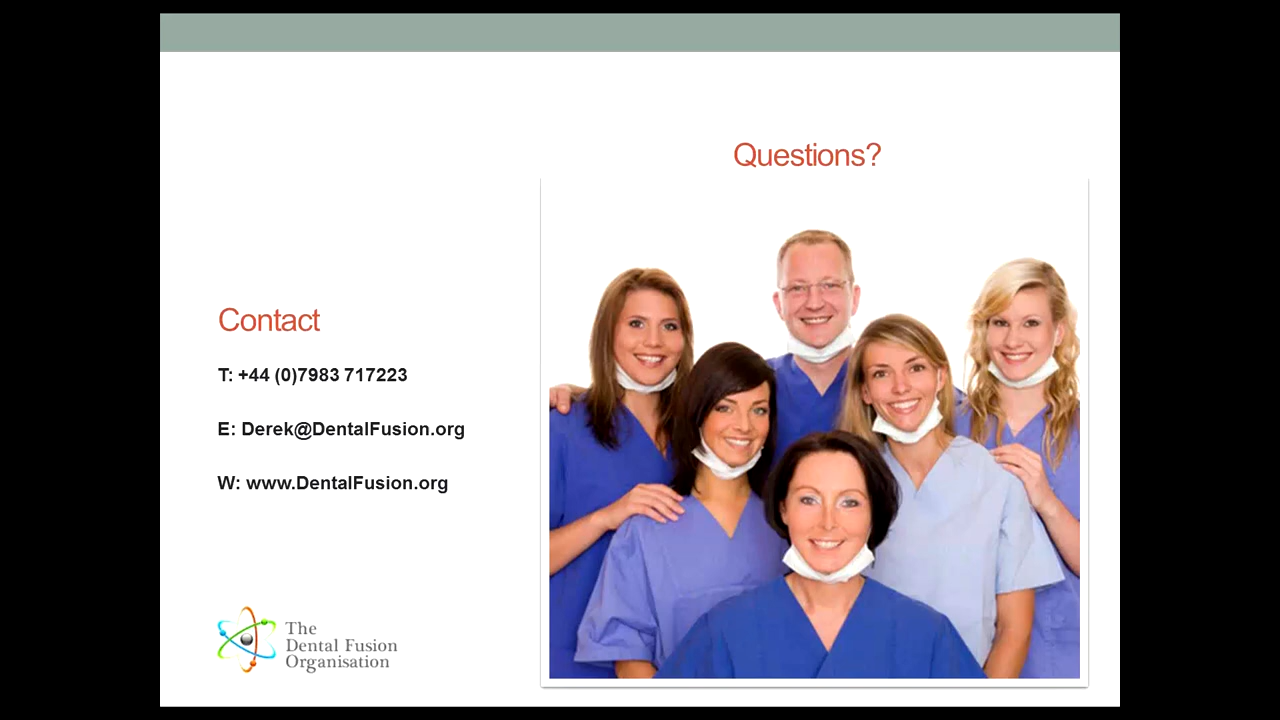 Questions?
Contact
T: +44 (0)7983 717223
E: Derek@DentalFusion.org
W: www.DentalFusion.org
The
Dental Fusion
Organisation